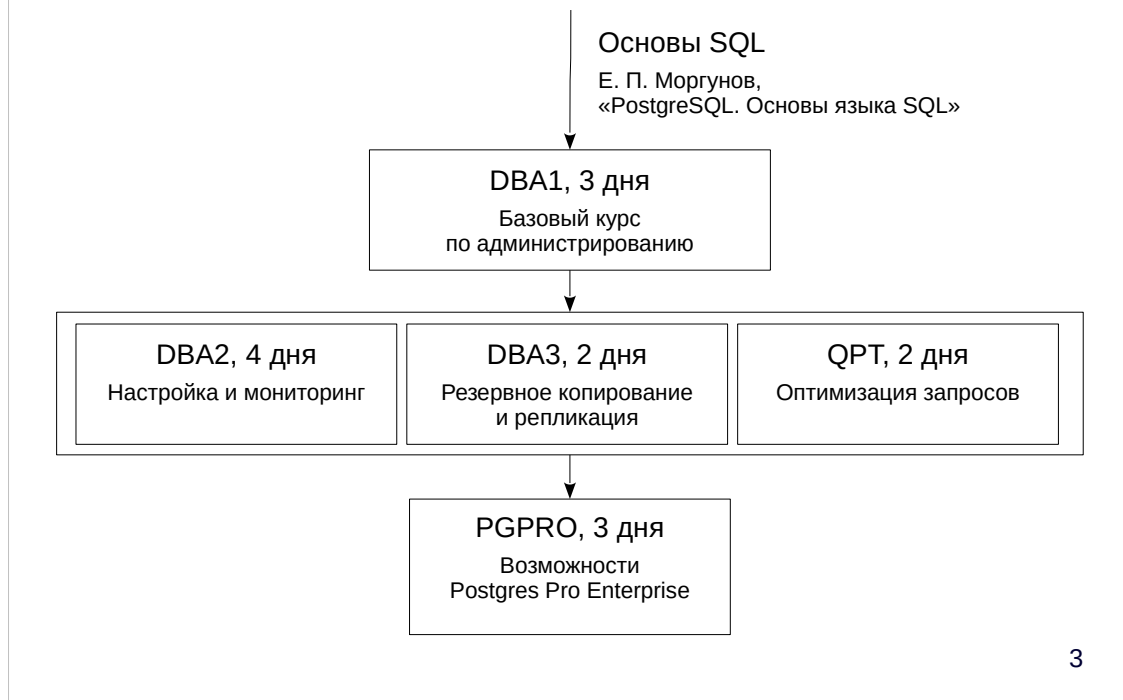 Основы SQL
Е. П. Моргунов,
«PostgreSQL. Основы языка SQL»
DBA1, 3 дня
Базовый курс
по администрированию
DBA2, 4 дня
Настройка и мониторинг
DBA3, 2 дня
Резервное копирование
и репликация
QPT, 2 дня
Оптимизация запросов
PGPRO, 3 дня
Возможности
Postgres Pro Enterprise
3